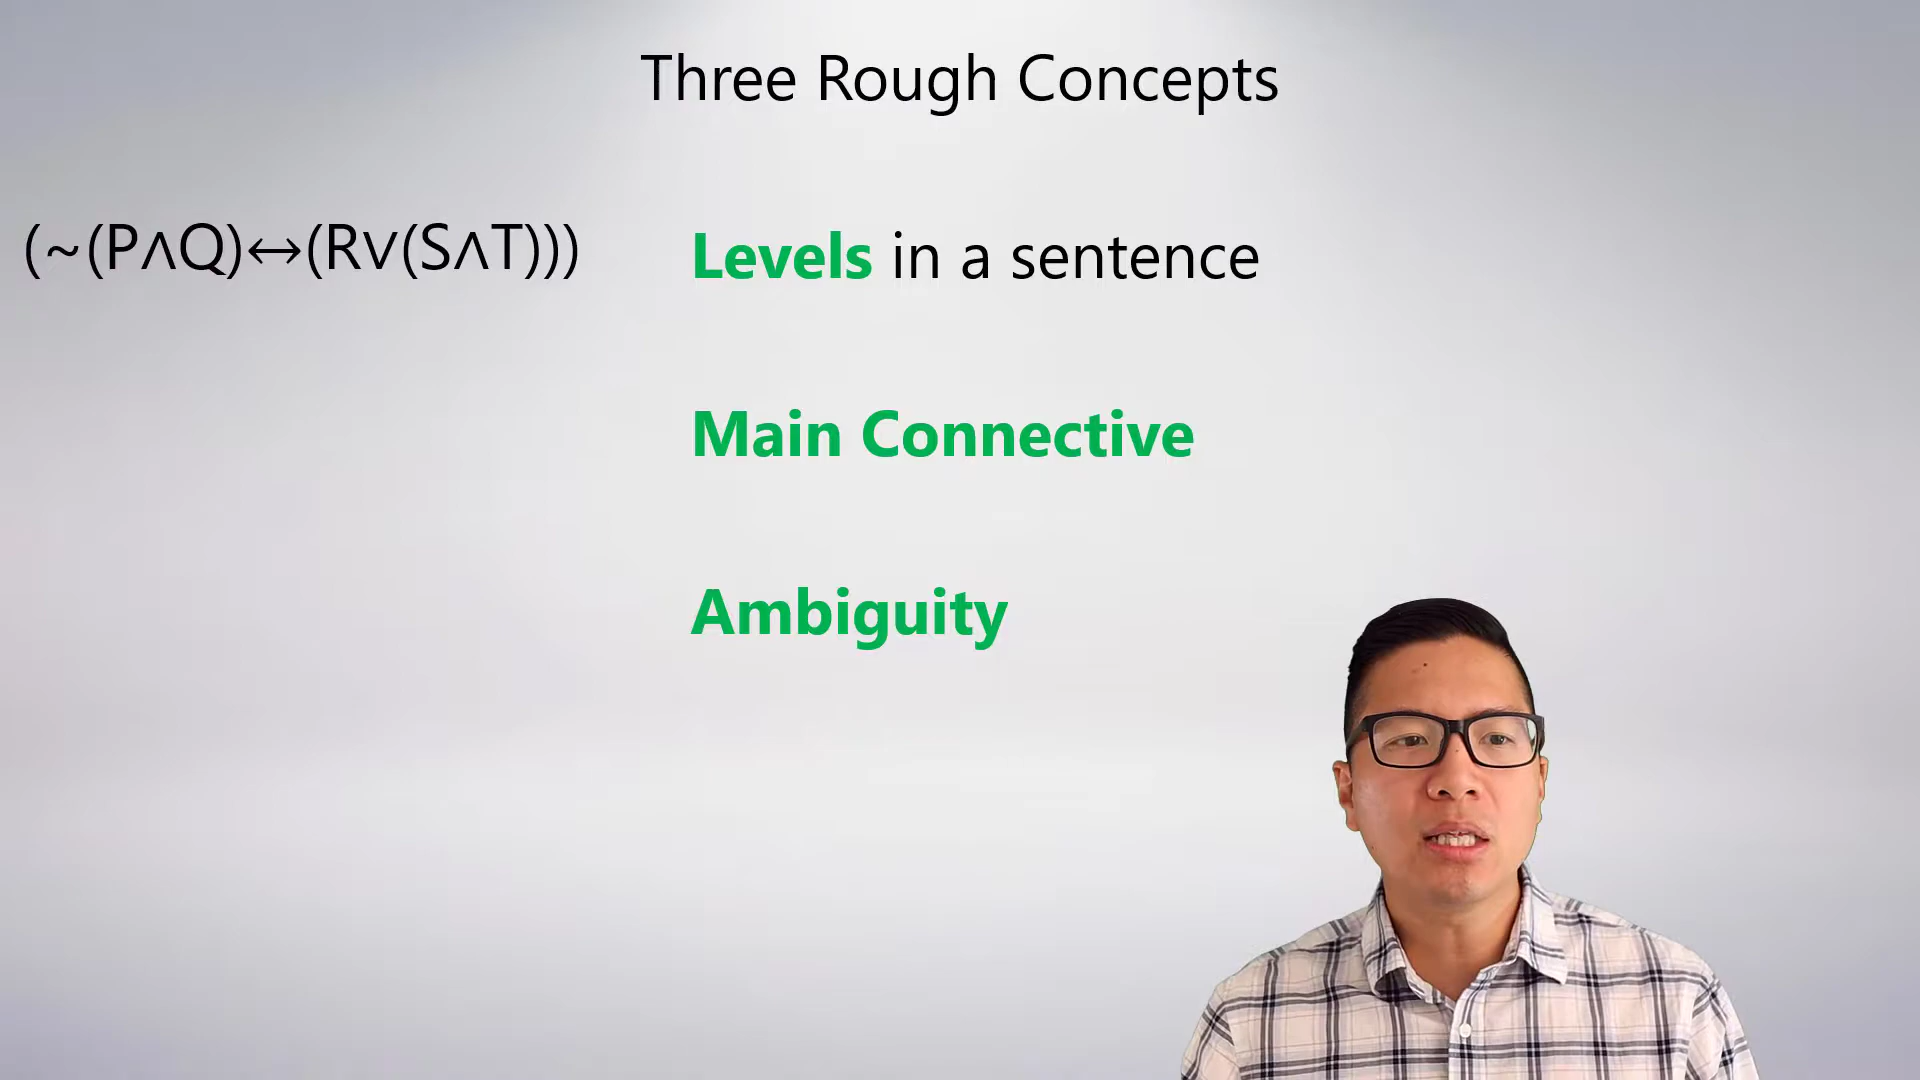 Three Rough Concepts
(~(P∧Q)↔(R∨(S∧T)))
Levels in a sentence
Main Connective
Ambiguity